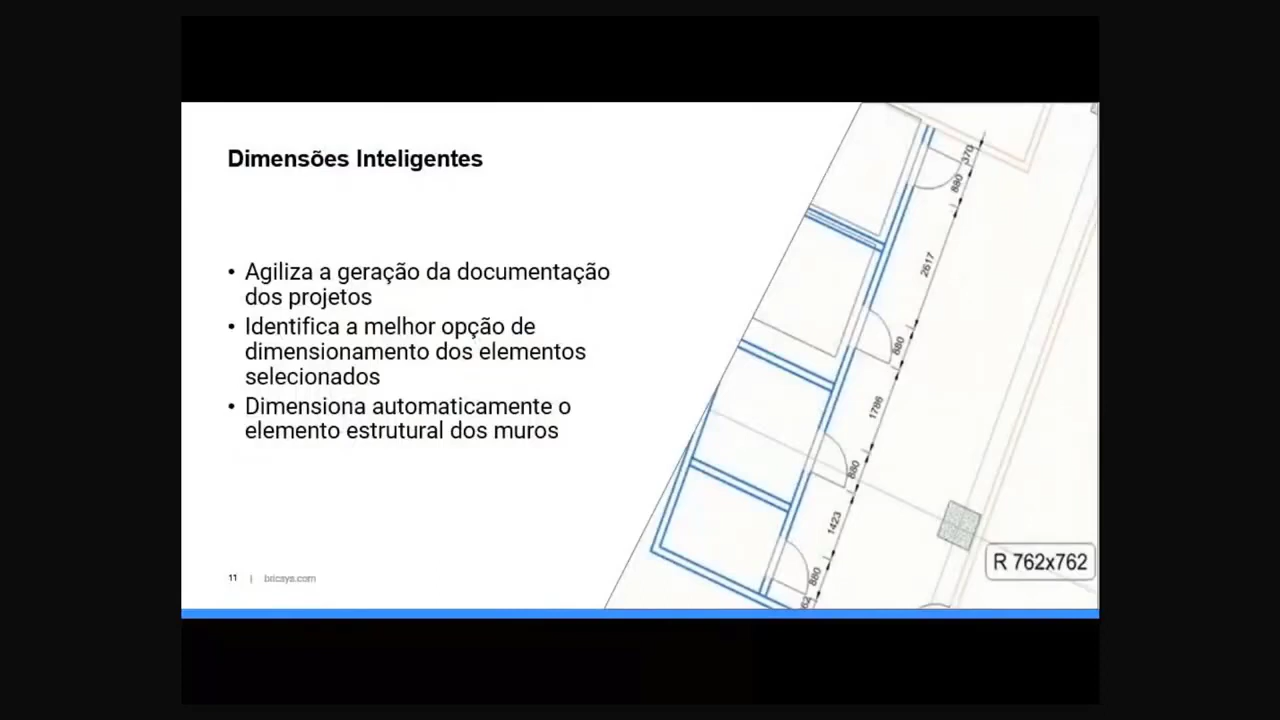 Dimensões Inteligentes
• Agiliza a geração da documentação
dos projetos
• Identifica a melhor opção de
dimensionamento dos elementos
selecionados
• Dimensiona automaticamente o
elemento estrutural dos muros
370
880
2617
880
1786
880
1423
880
62
R 762x762
11 | bricsys.com